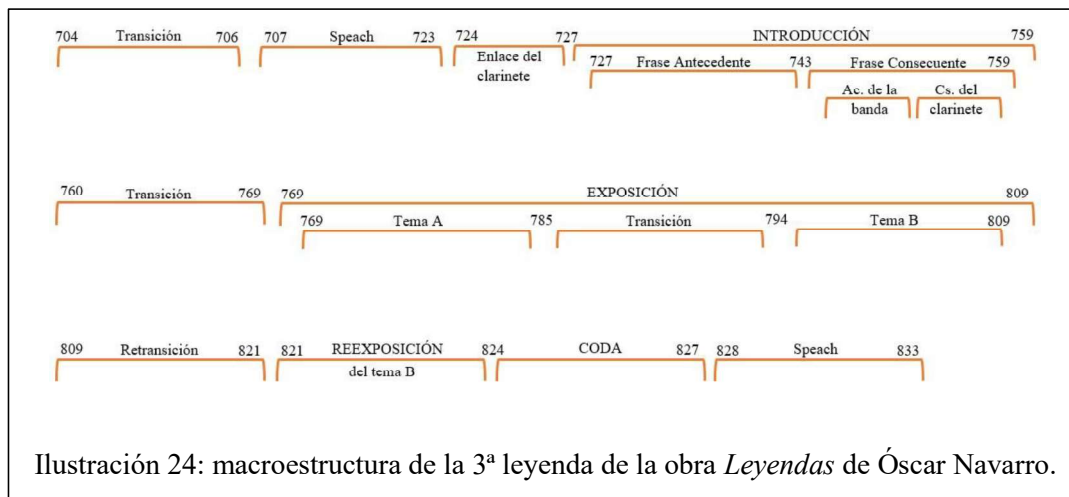 704 Transición 706 707 Speach 723 724 Enlace del clarinete 727 INTRODUCCIÓN 759
727 Frase Antecedente 743 Frase Consecuente 759
Ac. de la banda Cs. del clarinete
760 Transición 769 769 EXPOSICIÓN 809
769 Tema A 785 Transición 794 Tema B 809
809 Retransición 821 821 REEXPOSICIÓN 824 CODA 827 828 Speach 833
del tema B
Ilustración 24: macroestructura de la 3ª leyenda de la obra Leyendas de Óscar Navarro.